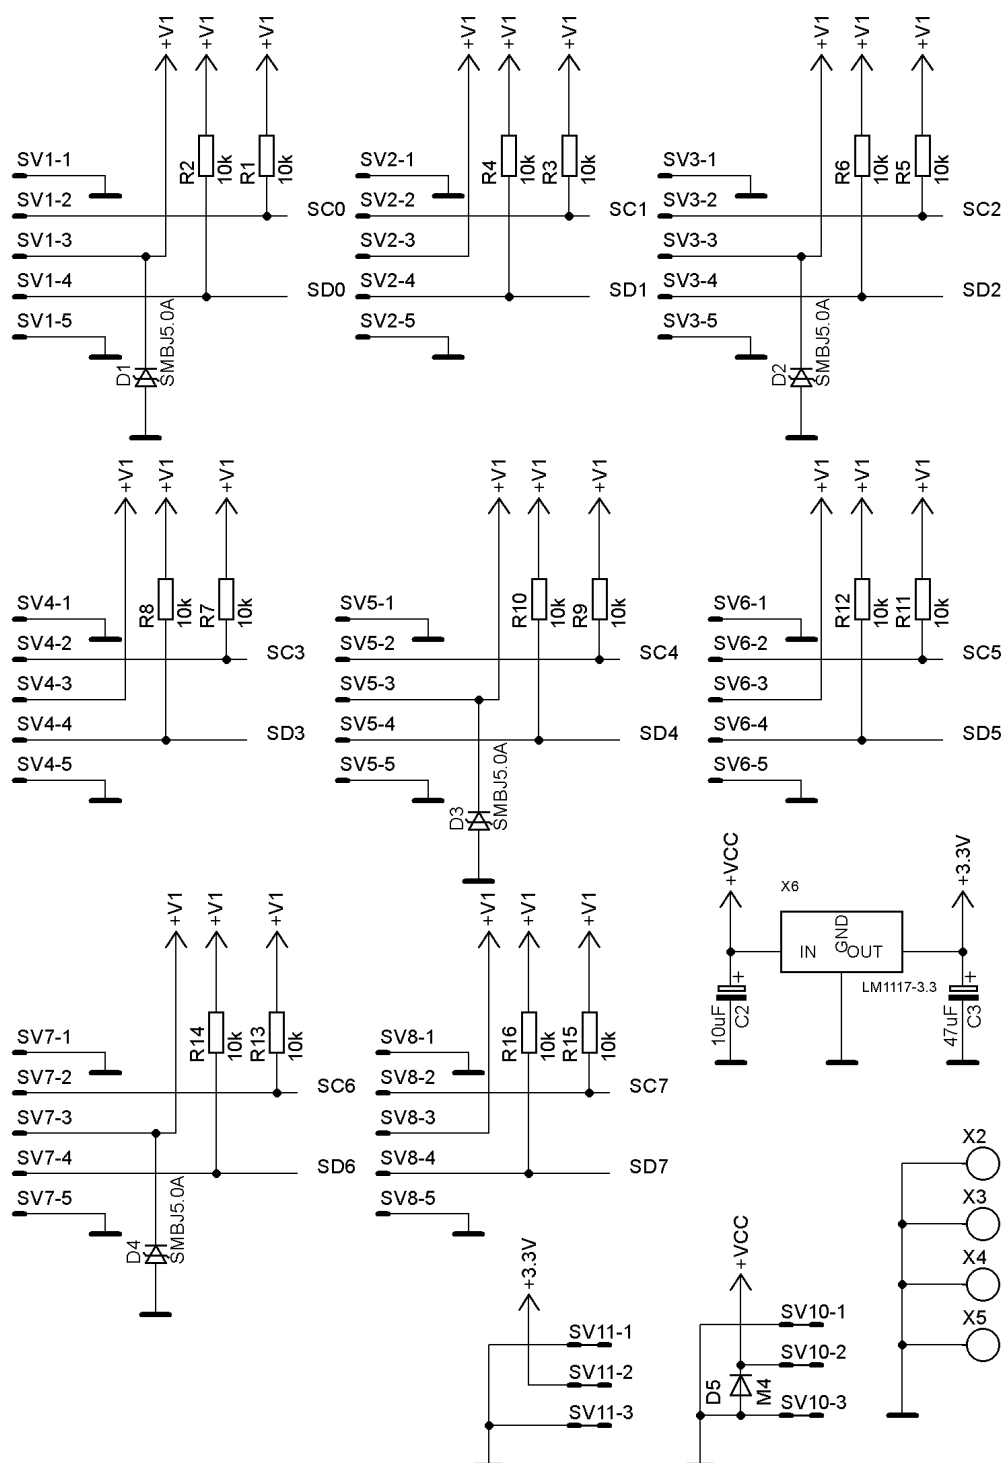 +V1 +V1 +V1 +V1 +V1 +V1 +V1 +V1 +V1
R2 10k R1 10k R4 10k R3 10k R6 10k R5 10k
SV1-1 SV2-1 SV3-1
SV1-2 SC0 SV2-2 SC1 SV3-2 SC2
SV1-3 SV2-3 SV3-3
SV1-4 SD0 SV2-4 SD1 SV3-4 SD2
SV1-5 SV2-5 SV3-5
D1 SMBJ5.0A D2 SMBJ5.0A
+V1 +V1 +V1 +V1 +V1 +V1 +V1 +V1 +V1
R8 10k R7 10k R10 10k R9 10k R12 10k R11 10k
SV4-1 SV5-1 SV6-1
SV4-2 SC3 SV5-2 SC4 SV6-2 SC5
SV4-3 SV5-3 SV6-3
SV4-4 SD3 SV5-4 SD4 SV6-4 SD5
SV4-5 SV5-5 SV6-5
D3 SMBJ5.0A
+VCC X6 +3.3V
IN GND OUT
LM1117-3.3
10uF C2 + 47uF C3 +
+V1 +V1 +V1 +V1 +V1 +V1
R14 10k R13 10k R16 10k R15 10k
SV7-1 SV8-1
SV7-2 SC6 SV8-2 SC7
SV7-3 SV8-3
SV7-4 SD6 SV8-4 SD7
SV7-5 SV8-5
D4 SMBJ5.0A
X2
X3
X4
X5
+3.3V
SV11-1
SV11-2
SV11-3
+VCC
SV10-1
SV10-2
D5 M4
SV10-3